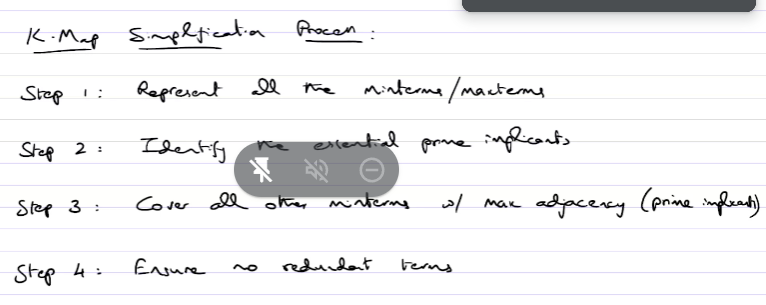 K-Map Simplification Process :
Step 1 : Represent all the minterms/maxterms
Step 2 : Identify the essential prime implicants
Step 3 : Cover all other minterms w/ max adjacency (prime implicants)
Step 4 : Ensure no redundant terms